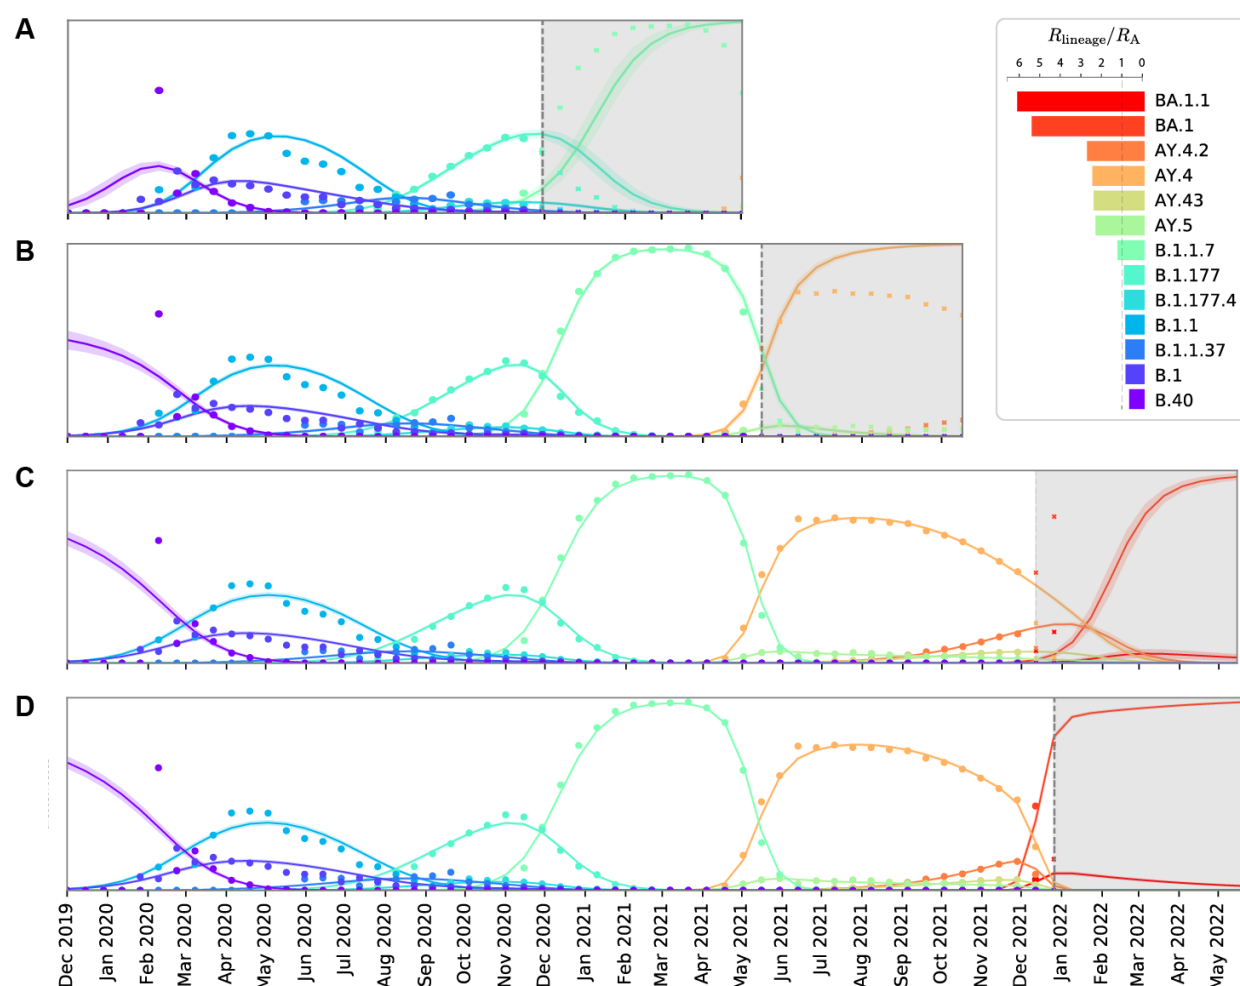 A
B
C
D
R_lineage/R_A
6 5 4 3 2 1 0
BA.1.1
BA.1
AY.4.2
AY.4
AY.43
AY.5
B.1.1.7
B.1.177
B.1.177.4
B.1.1
B.1.1.37
B.1
B.40
Dec 2019
Jan 2020
Feb 2020
Mar 2020
Apr 2020
May 2020
Jun 2020
Jul 2020
Aug 2020
Sep 2020
Oct 2020
Nov 2020
Dec 2020
Jan 2021
Feb 2021
Mar 2021
Apr 2021
May 2021
Jun 2021
Jul 2021
Aug 2021
Sep 2021
Oct 2021
Nov 2021
Dec 2021
Jan 2022
Feb 2022
Mar 2022
Apr 2022
May 2022